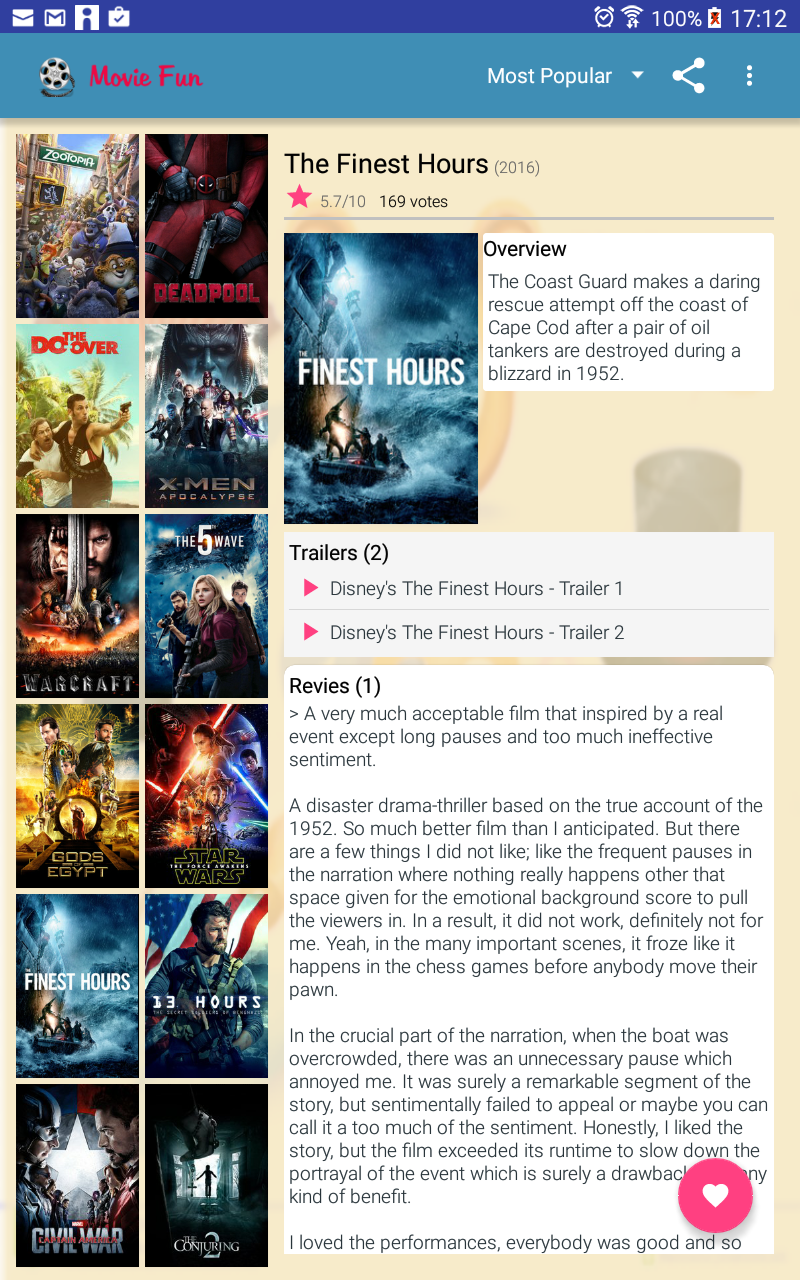 100% 17:12
Movie Fun
Most Popular
ZOOTOPIA
DEADPOOL
THE
DO OVER
X-MEN
APOCALYPSE
WARCRAFT
THE 5TH WAVE
GODS
OF
EGYPT
STAR
THE FORCE AWAKENS
WARS
THE
FINEST HOURS
13 HOURS
THE SECRET SOLDIERS OF BENGHAZI
MARVEL
CAPTAIN AMERICA
CIVIL WAR
THE
CONJURING 2
The Finest Hours (2016)
5.7/10 169 votes
THE
FINEST HOURS
Overview
The Coast Guard makes a daring
rescue attempt off the coast of
Cape Cod after a pair of oil
tankers are destroyed during a
blizzard in 1952.
Trailers (2)
Disney's The Finest Hours - Trailer 1
Disney's The Finest Hours - Trailer 2
Revies (1)
> A very much acceptable film that inspired by a real
event except long pauses and too much ineffective
sentiment.
A disaster drama-thriller based on the true account of the
1952. So much better film than I anticipated. But there
are a few things I did not like; like the frequent pauses in
the narration where nothing really happens other that
space given for the emotional background score to pull
the viewers in. In a result, it did not work, definitely not for
me. Yeah, in the many important scenes, it froze like it
happens in the chess games before anybody move their
pawn.
In the crucial part of the narration, when the boat was
overcrowded, there was an unnecessary pause which
annoyed me. It was surely a remarkable segment of the
story, but sentimentally failed to appeal or maybe you can
call it a too much of the sentiment. Honestly, I liked the
story, but the film exceeded its runtime to slow down the
portrayal of the event which is surely a
kind of benefit.
I loved the performances, everybody was good and so